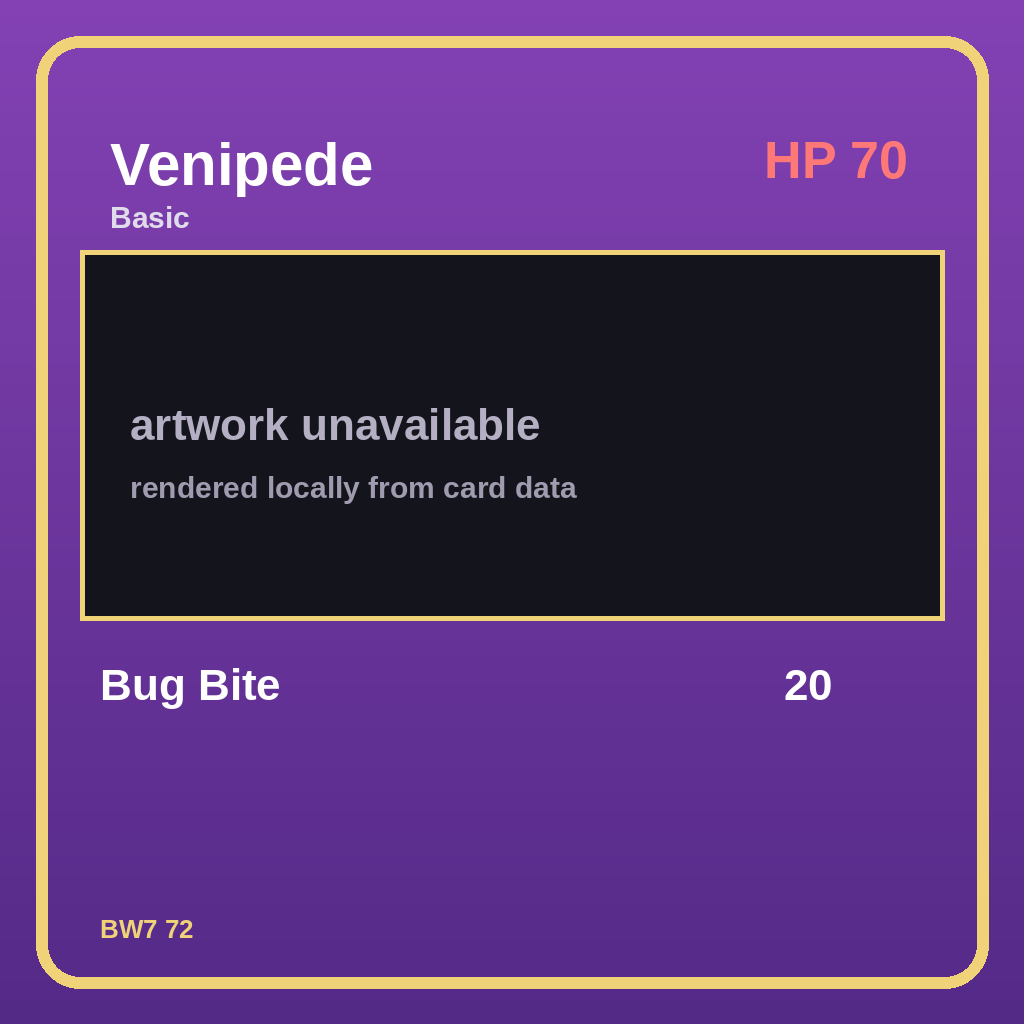 Venipede
HP 70
Basic
artwork unavailable
rendered locally from card data
Bug Bite
20
BW7 72